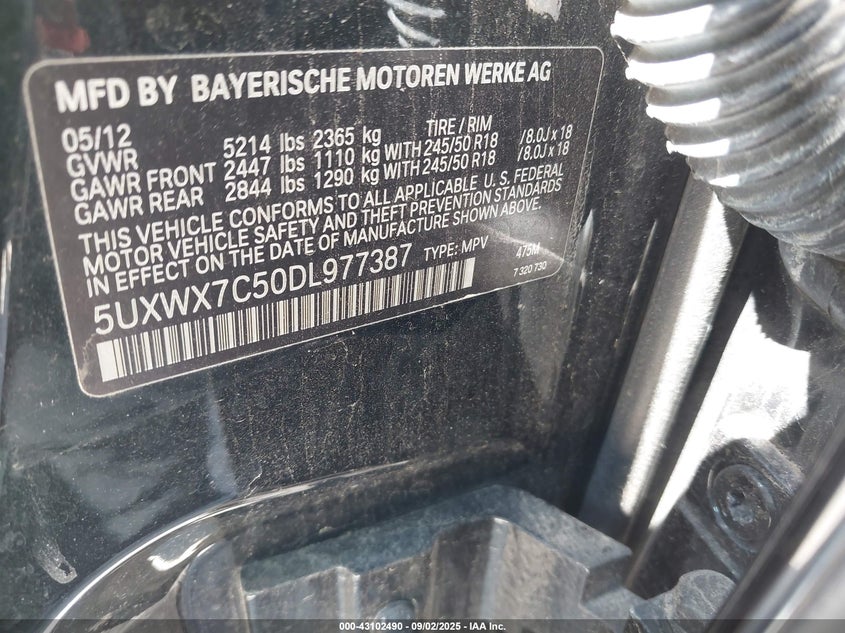 MFD BY BAYERISCHE MOTOREN WERKE AG
05/12 TIRE / RIM
GVWR 5214 lbs 2365 kg
GAWR FRONT 2447 lbs 1110 kg WITH 245/50 R18 /8.0J x 18
GAWR REAR 2844 lbs 1290 kg WITH 245/50 R18 /8.0J x 18
THIS VEHICLE CONFORMS TO ALL APPLICABLE U. S. FEDERAL
MOTOR VEHICLE SAFETY AND THEFT PREVENTION STANDARDS
IN EFFECT ON THE DATE OF MANUFACTURE SHOWN ABOVE.
5UXWX7C50DL977387 TYPE: MPV 475M
7 320 730
000-43102490 - 09/02/2025 - IAA Inc.